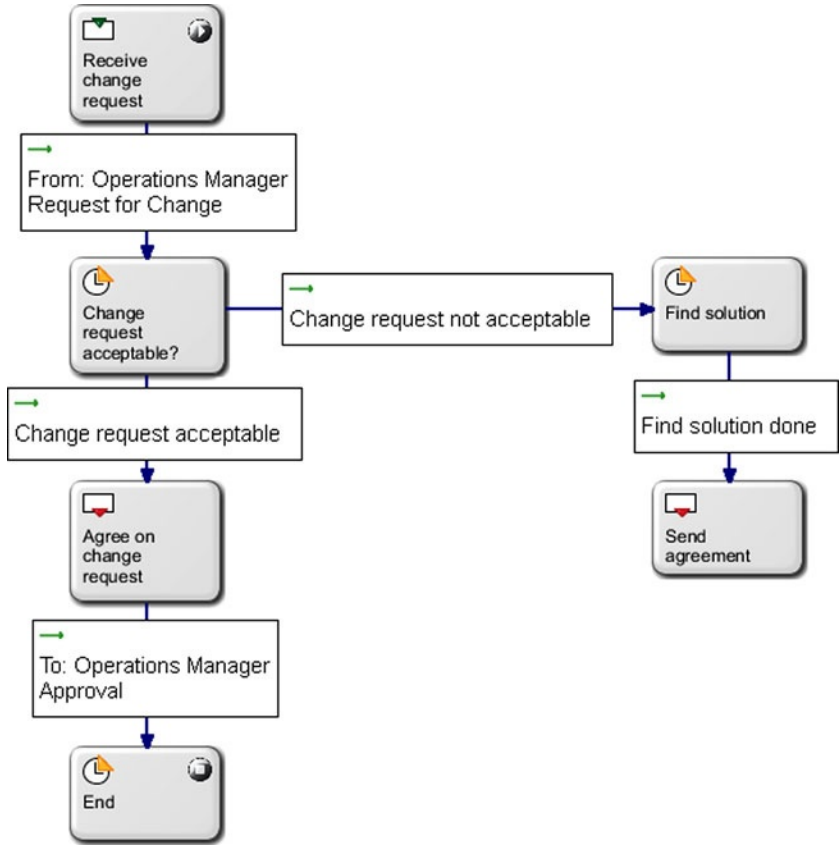 Receive
change
request
From: Operations Manager
Request for Change
Change
request
acceptable?
Change request not acceptable
Find solution
Change request acceptable
Find solution done
Agree on
change
request
Send
agreement
To: Operations Manager
Approval
End